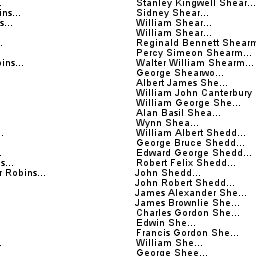 Stanley Kingwell Shear...
ins... Sidney Shear...
s... William Shear...
William Shear...
Reginald Bennett Shearm
Percy Simeon Shearm...
ins... Walter William Shearm...
George Shearwo...
Albert James She...
William John Canterbury
William George She...
Alan Basil Shea...
Wynn Shea...
William Albert Shedd...
George Bruce Shedd...
Edward George Shedd...
s... Robert Felix Shedd...
r Robins... John Shedd...
John Robert Shedd...
James Alexander She...
James Brownlie She...
Charles Gordon She...
Edwin She...
Francis Gordon She...
William She...
George Shee...